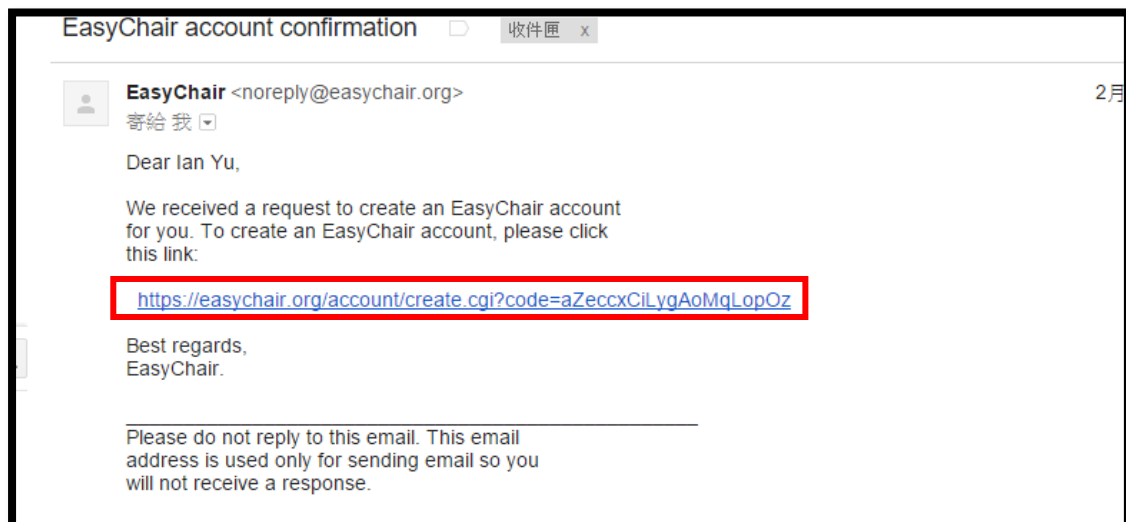 EasyChair account confirmation 收件匣 x
EasyChair <noreply@easychair.org> 2月
寄給 我
Dear Ian Yu,
We received a request to create an EasyChair account
for you. To create an EasyChair account, please click
this link:
https://easychair.org/account/create.cgi?code=aZeccxCiLygAoMqLopOz
Best regards,
EasyChair.
Please do not reply to this email. This email
address is used only for sending email so you
will not receive a response.